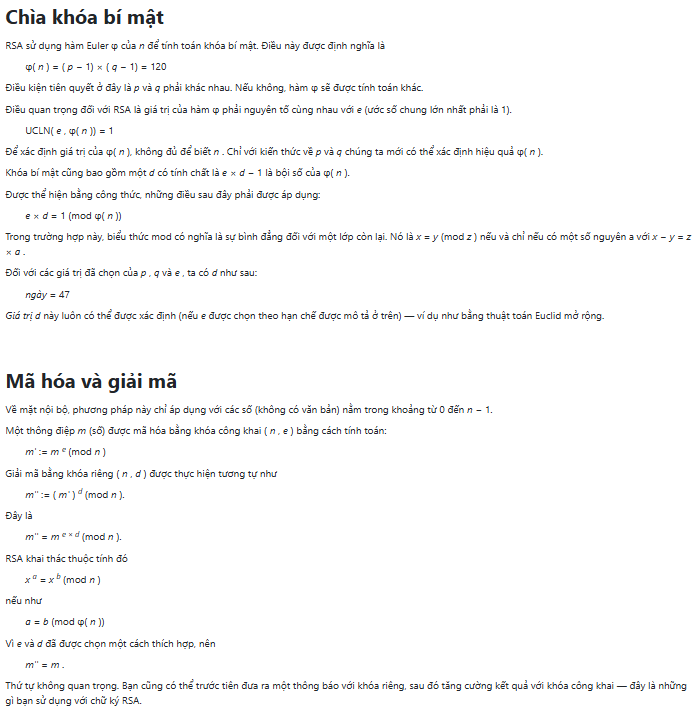 Chìa khóa bí mật
RSA sử dụng hàm Euler φ của n để tính toán khóa bí mật. Điều này được định nghĩa là
φ( n ) = ( p − 1) × ( q − 1) = 120
Điều kiện tiên quyết ở đây là p và q phải khác nhau. Nếu không, hàm φ sẽ được tính toán khác.
Điều quan trọng đối với RSA là giá trị của hàm φ phải nguyên tố cùng nhau với e (ước số chung lớn nhất phải là 1).
UCLN( e , φ( n )) = 1
Để xác định giá trị của φ( n ), không đủ để biết n . Chỉ với kiến thức về p và q chúng ta mới có thể xác định hiệu quả φ( n ).
Khóa bí mật cũng bao gồm một d có tính chất là e × d − 1 là bội số của φ( n ).
Được thể hiện bằng công thức, những điều sau đây phải được áp dụng:
e × d = 1 (mod φ( n ))
Trong trường hợp này, biểu thức mod có nghĩa là sự bình đẳng đối với một lớp còn lại. Nó là x = y (mod z ) nếu và chỉ nếu có một số nguyên a với x − y = z
× a .
Đối với các giá trị đã chọn của p , q và e , ta có d như sau:
ngày = 47
Giá trị d này luôn có thể được xác định (nếu e được chọn theo hạn chế được mô tả ở trên) — ví dụ như bằng thuật toán Euclid mở rộng.
Mã hóa và giải mã
Về mặt nội bộ, phương pháp này chỉ áp dụng với các số (không có văn bản) nằm trong khoảng từ 0 đến n − 1.
Một thông điệp m (số) được mã hóa bằng khóa công khai ( n , e ) bằng cách tính toán:
m' := m e (mod n )
Giải mã bằng khóa riêng ( n , d ) được thực hiện tương tự như
m'' := ( m' ) d (mod n ).
Đây là
m'' = m e × d (mod n ).
RSA khai thác thuộc tính đó
x a = x b (mod n )
nếu như
a = b (mod φ( n ))
Vì e và d đã được chọn một cách thích hợp, nên
m'' = m .
Thứ tự không quan trọng. Bạn cũng có thể trước tiên đưa ra một thông báo với khóa riêng, sau đó tăng cường kết quả với khóa công khai — đây là những
gì bạn sử dụng với chữ ký RSA.